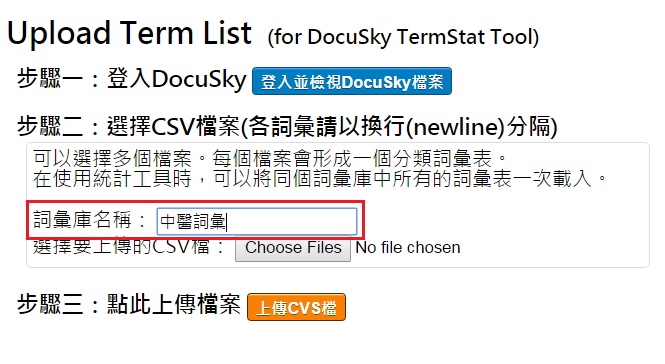 Upload Term List (for DocuSky TermStat Tool)
步驟一：登入DocuSky 登入並檢視DocuSky檔案
步驟二：選擇CSV檔案(各詞彙請以換行(newline)分隔)
可以選擇多個檔案。每個檔案會形成一個分類詞彙表。
在使用統計工具時，可以將同個詞彙庫中所有的詞彙表一次載入。
詞彙庫名稱： 中醫詞彙
選擇要上傳的CSV檔： Choose Files No file chosen
步驟三：點此上傳檔案 上傳CVS檔